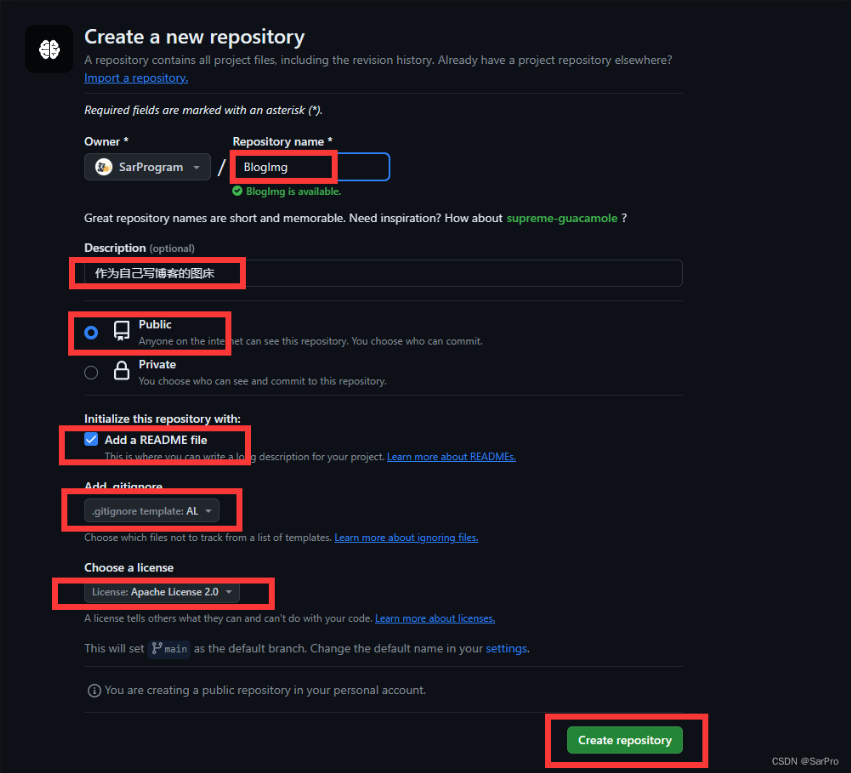 Create a new repository
A repository contains all project files, including the revision history. Already have a project repository elsewhere?
Import a repository.
Required fields are marked with an asterisk (*).
Owner *
Repository name *
SarProgram
/
BlogImg
BlogImg is available.
Great repository names are short and memorable. Need inspiration? How about supreme-guacamole ?
Description (optional)
作为自己写博客的图床
Public
Anyone on the internet can see this repository. You choose who can commit.
Private
You choose who can see and commit to this repository.
Initialize this repository with:
Add a README file
This is where you can write a long description for your project. Learn more about READMEs.
Add .gitignore
.gitignore template: AL
Choose which files not to track from a list of templates. Learn more about ignoring files.
Choose a license
License: Apache License 2.0
A license tells others what they can and can't do with your code. Learn more about licenses.
This will set main as the default branch. Change the default name in your settings.
You are creating a public repository in your personal account.
Create repository
CSDN @SarPro